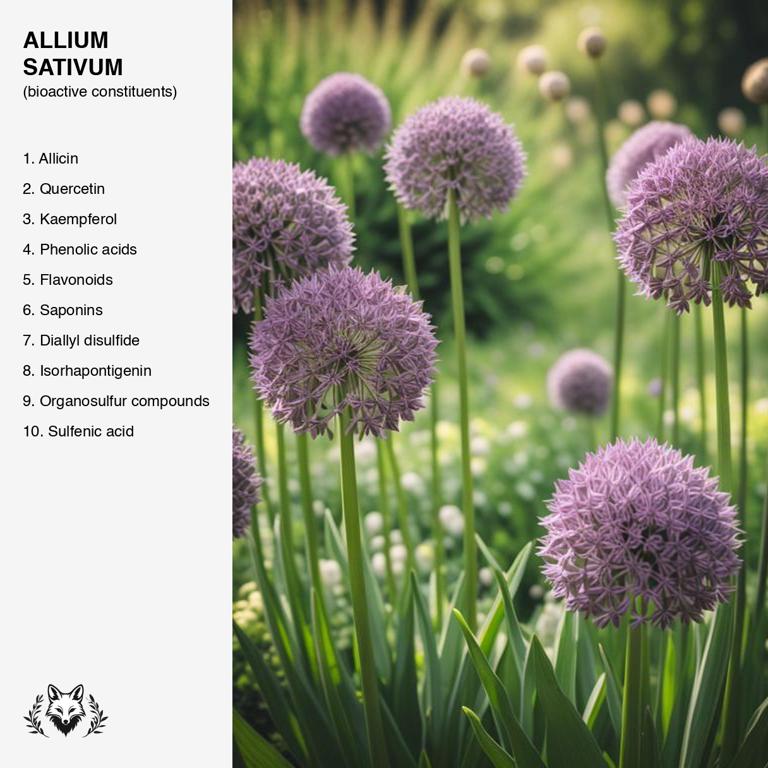 ALLIUM
SATIVUM
(bioactive constituents)
1. Allicin
2. Quercetin
3. Kaempferol
4. Phenolic acids
5. Flavonoids
6. Saponins
7. Diallyl disulfide
8. Isorhapontigenin
9. Organosulfur compounds
10. Sulfenic acid